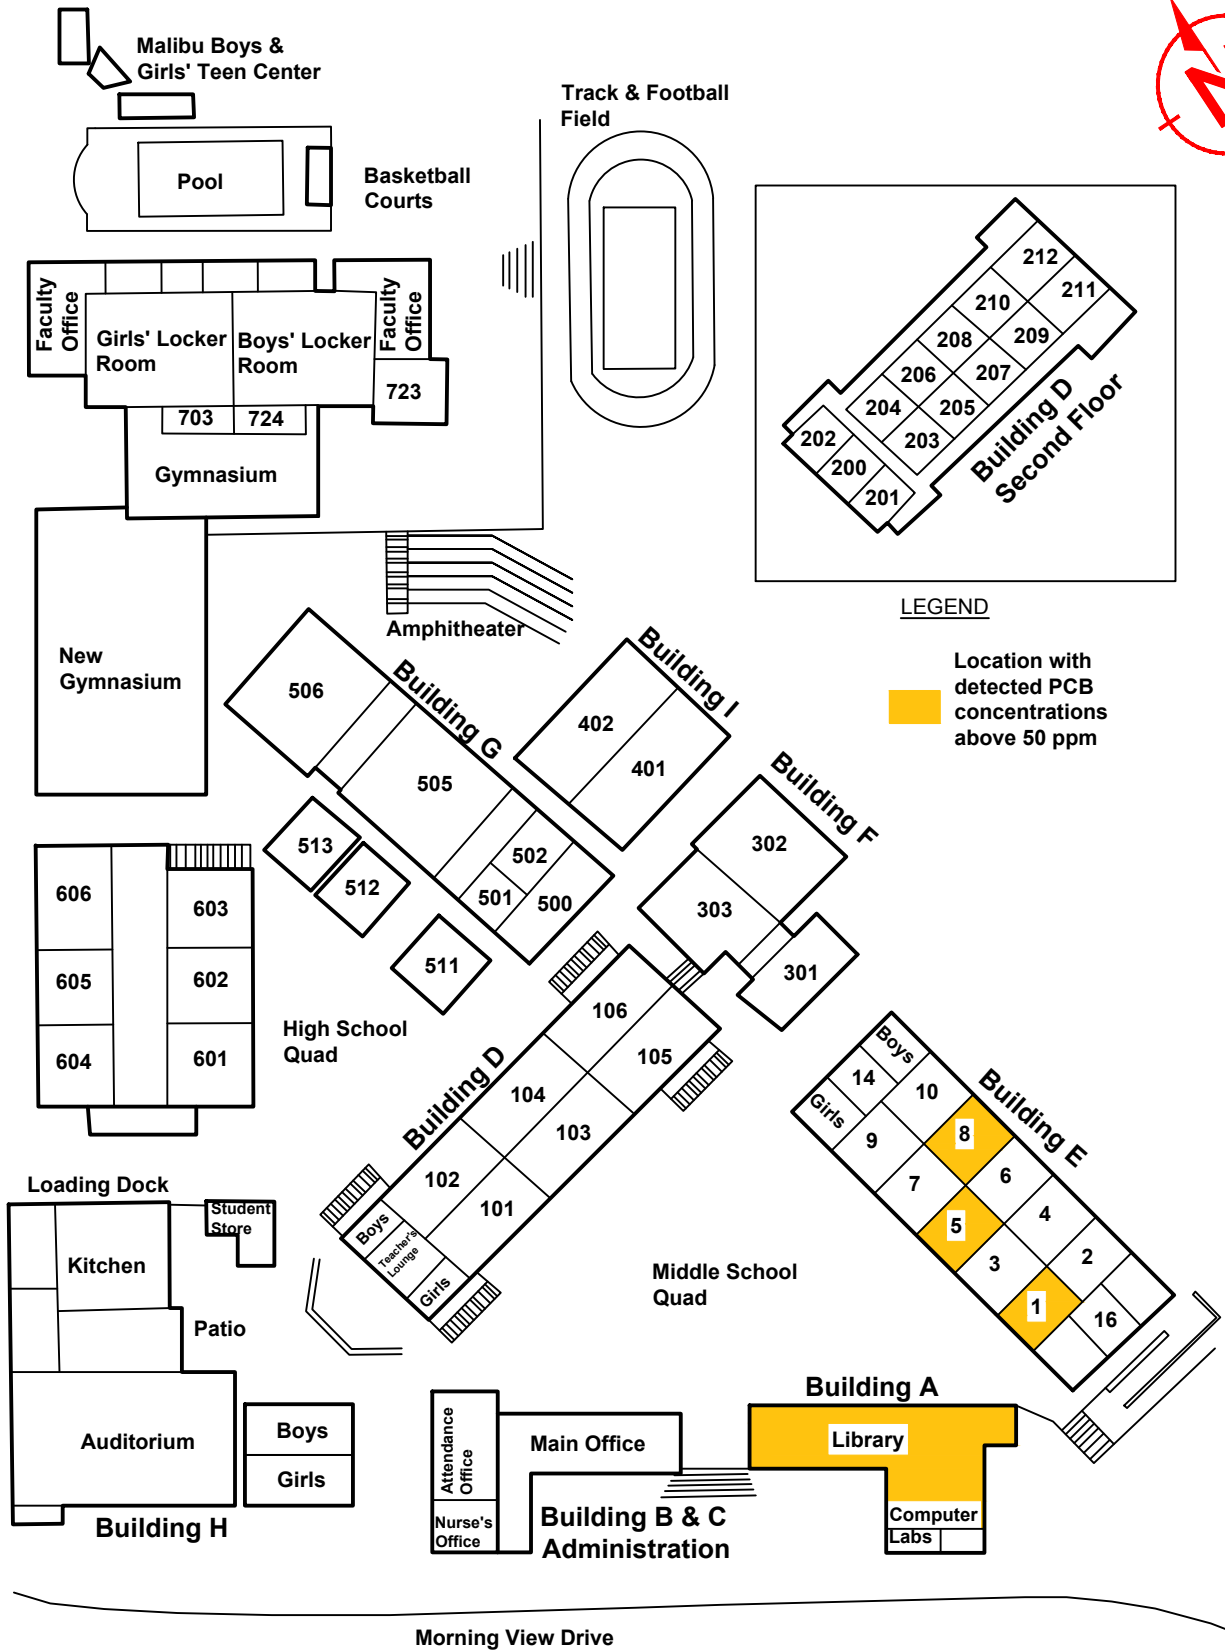 Malibu Boys &
Girls' Teen Center
Track & Football
Field
N
Pool
Basketball
Courts
Faculty
Office
Girls' Locker
Room
Boys' Locker
Room
Faculty
Office
723
703
724
Gymnasium
212
211
210
209
208
207
206
205
204
203
202
200
201
Building D
Second Floor
Amphitheater
LEGEND
Location with
detected PCB
concentrations
above 50 ppm
New
Gymnasium
506
Building G
505
502
501
500
513
512
511
Building I
402
401
Building F
302
303
301
606
603
605
602
604
601
High School
Quad
Building D
106
105
104
103
102
101
Boys
Teacher's
Lounge
Girls
Building E
Boys
14
Girls
10
9
8
7
6
5
4
3
2
1
16
Loading Dock
Student
Store
Kitchen
Patio
Auditorium
Boys
Girls
Building H
Middle School
Quad
Attendance
Office
Main Office
Nurse's
Office
Building B & C
Administration
Building A
Library
Computer
Labs
Morning View Drive